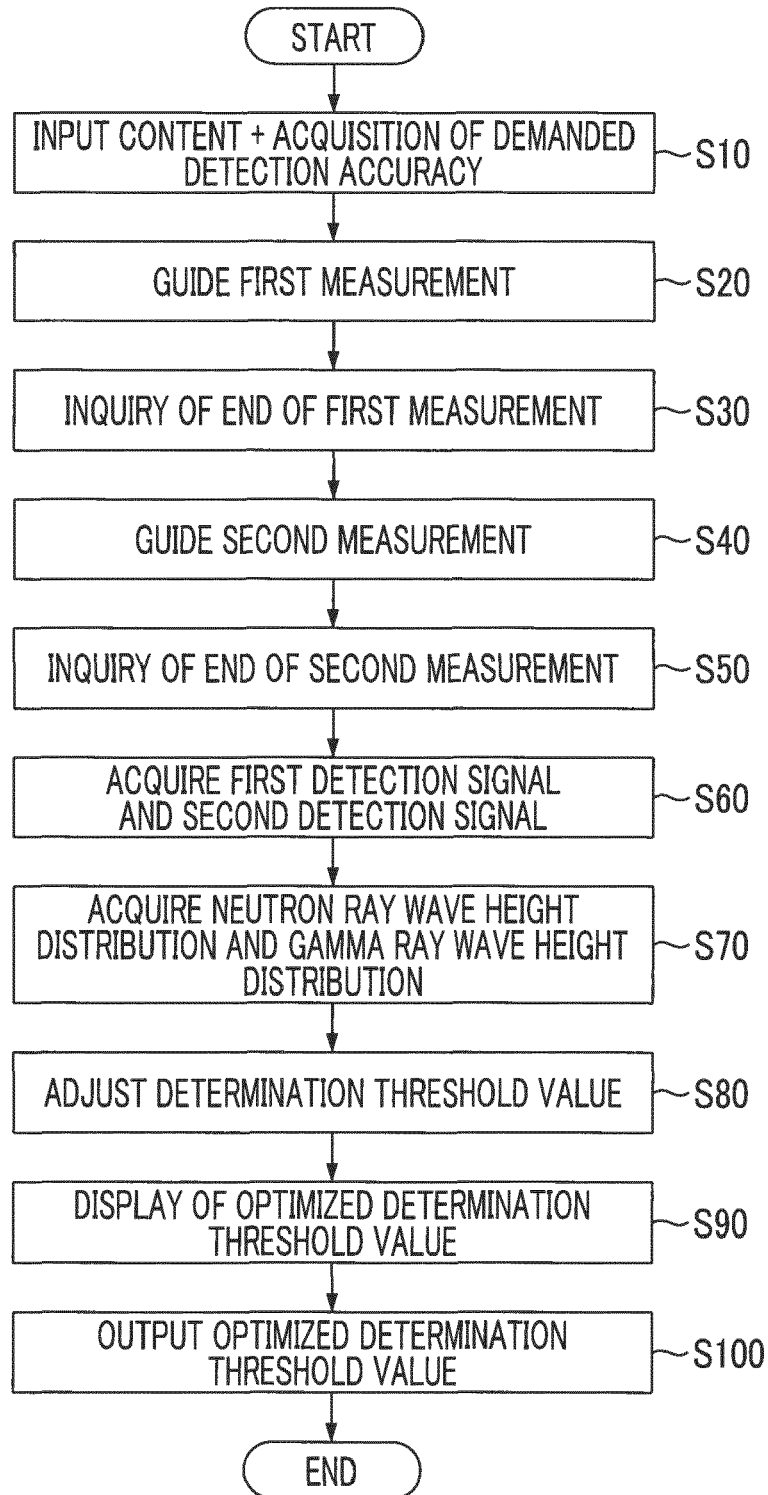 START
INPUT CONTENT + ACQUISITION OF DEMANDED
DETECTION ACCURACY
S10
GUIDE FIRST MEASUREMENT
S20
INQUIRY OF END OF FIRST MEASUREMENT
S30
GUIDE SECOND MEASUREMENT
S40
INQUIRY OF END OF SECOND MEASUREMENT
S50
ACQUIRE FIRST DETECTION SIGNAL
AND SECOND DETECTION SIGNAL
S60
ACQUIRE NEUTRON RAY WAVE HEIGHT
DISTRIBUTION AND GAMMA RAY WAVE HEIGHT
DISTRIBUTION
S70
ADJUST DETERMINATION THRESHOLD VALUE
S80
DISPLAY OF OPTIMIZED DETERMINATION
THRESHOLD VALUE
S90
OUTPUT OPTIMIZED DETERMINATION
THRESHOLD VALUE
S100
END